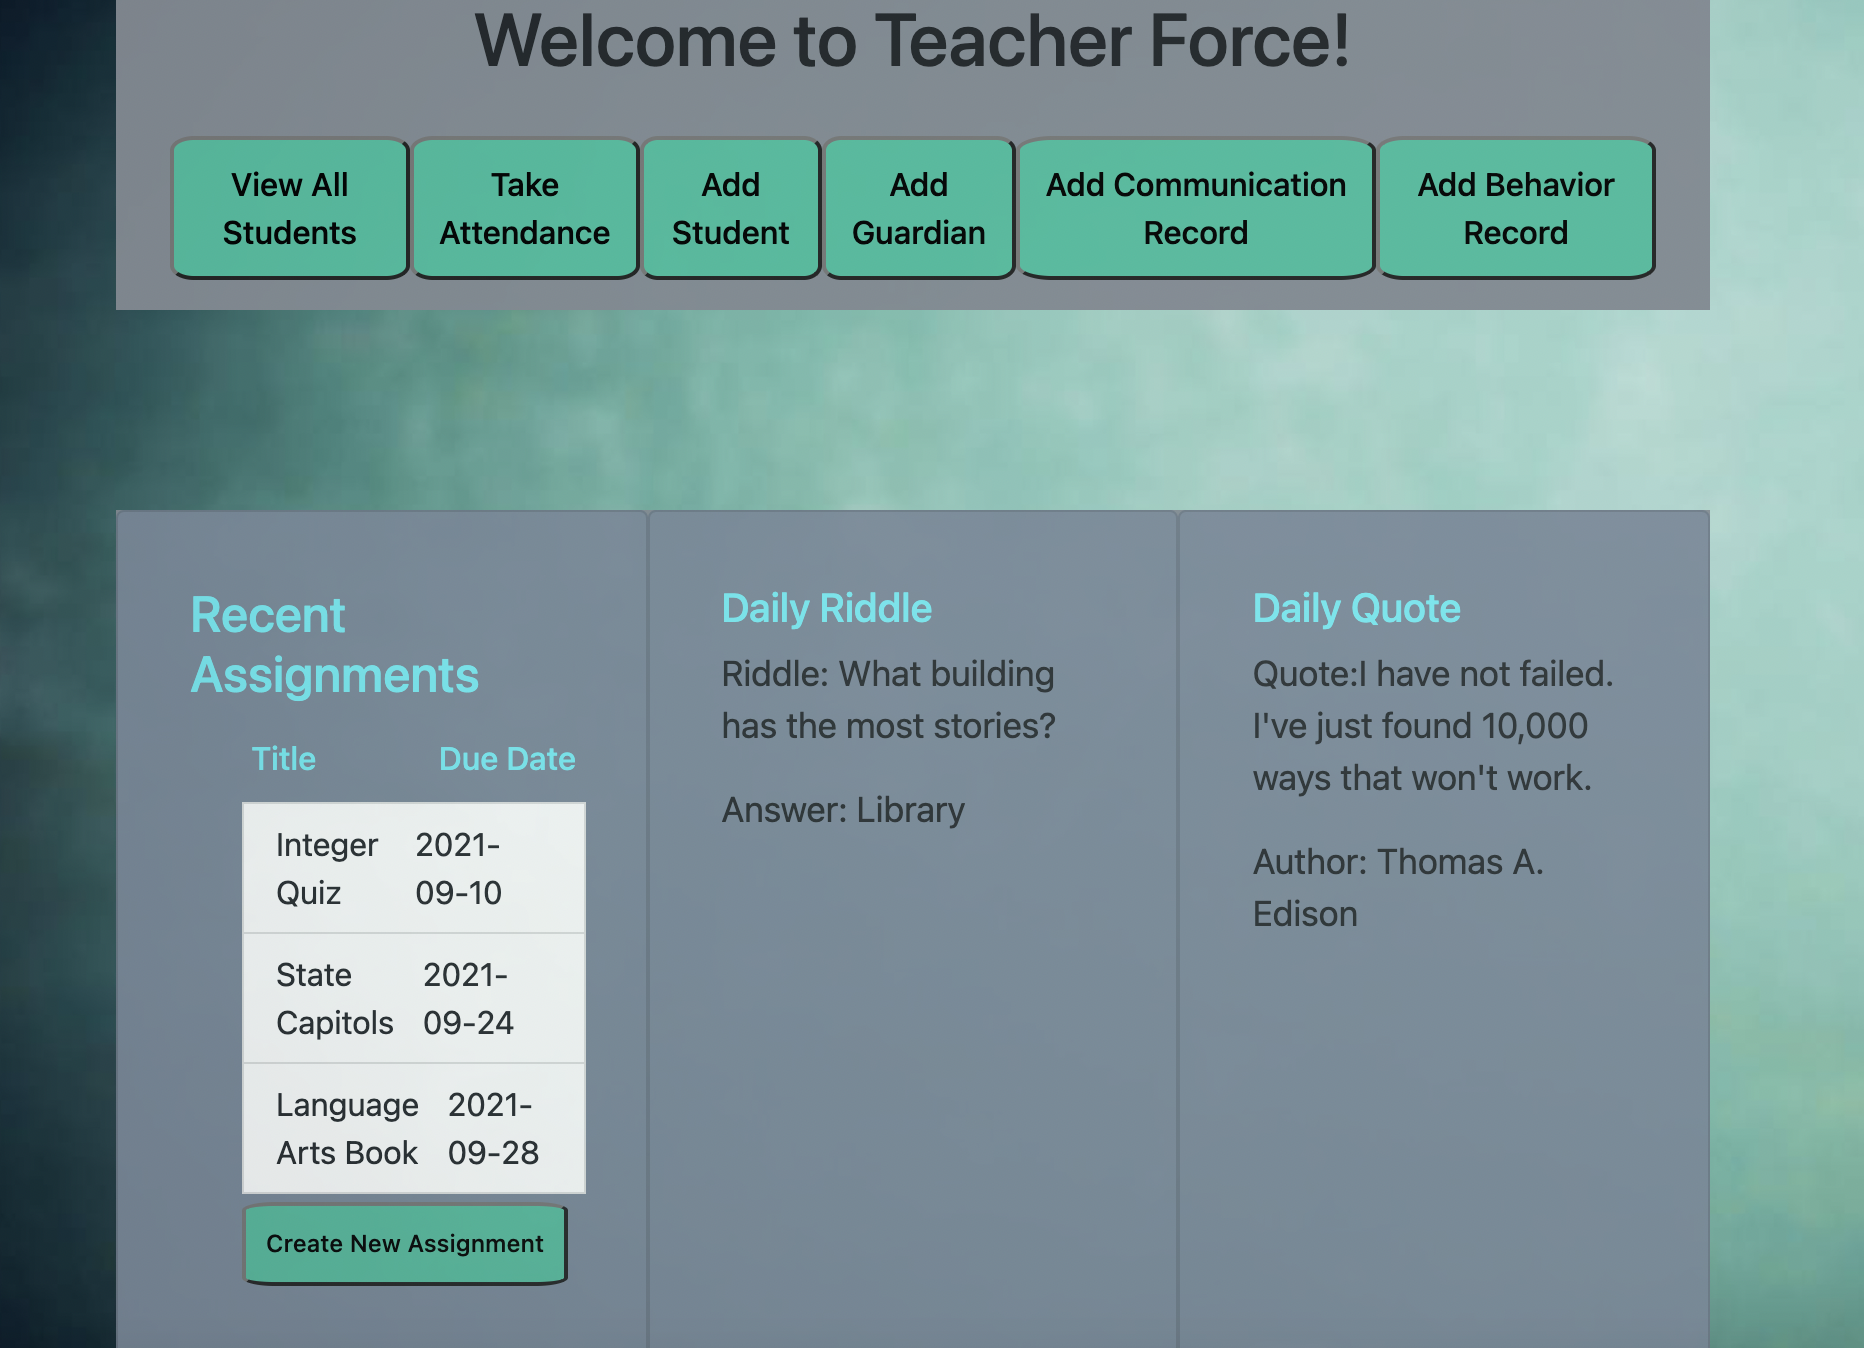 Welcome to Teacher Force!
View All
Students
Take
Attendance
Add
Student
Add
Guardian
Add Communication
Record
Add Behavior
Record
Recent
Assignments
Title Due Date
Integer 2021-
Quiz 09-10
State 2021-
Capitols 09-24
Language 2021-
Arts Book 09-28
Create New Assignment
Daily Riddle
Riddle: What building
has the most stories?
Answer: Library
Daily Quote
Quote:I have not failed.
I've just found 10,000
ways that won't work.
Author: Thomas A.
Edison